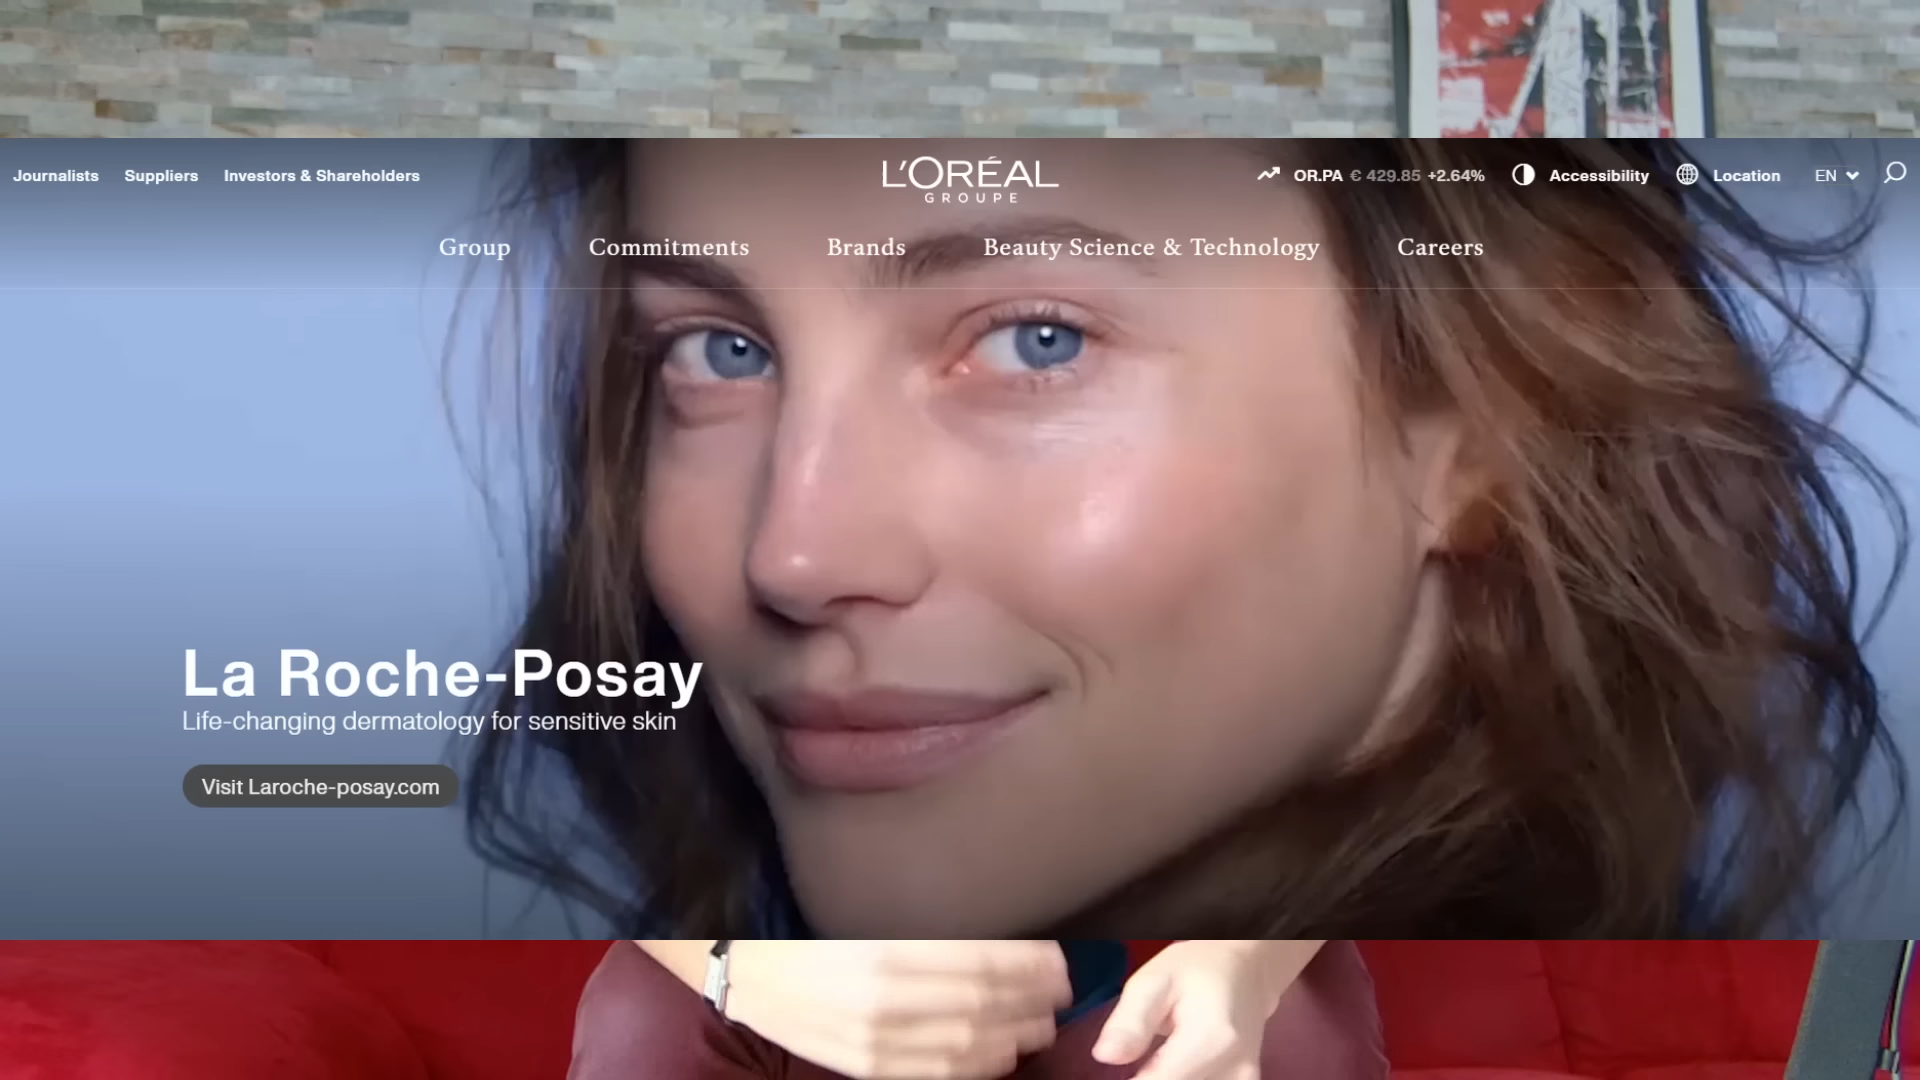 Journalists Suppliers Investors & Shareholders
L'ORÉAL
GROUPE
OR.PA € 429.85 +2.64% Accessibility Location EN
Group Commitments Brands Beauty Science & Technology Careers
La Roche-Posay
Life-changing dermatology for sensitive skin
Visit Laroche-posay.com